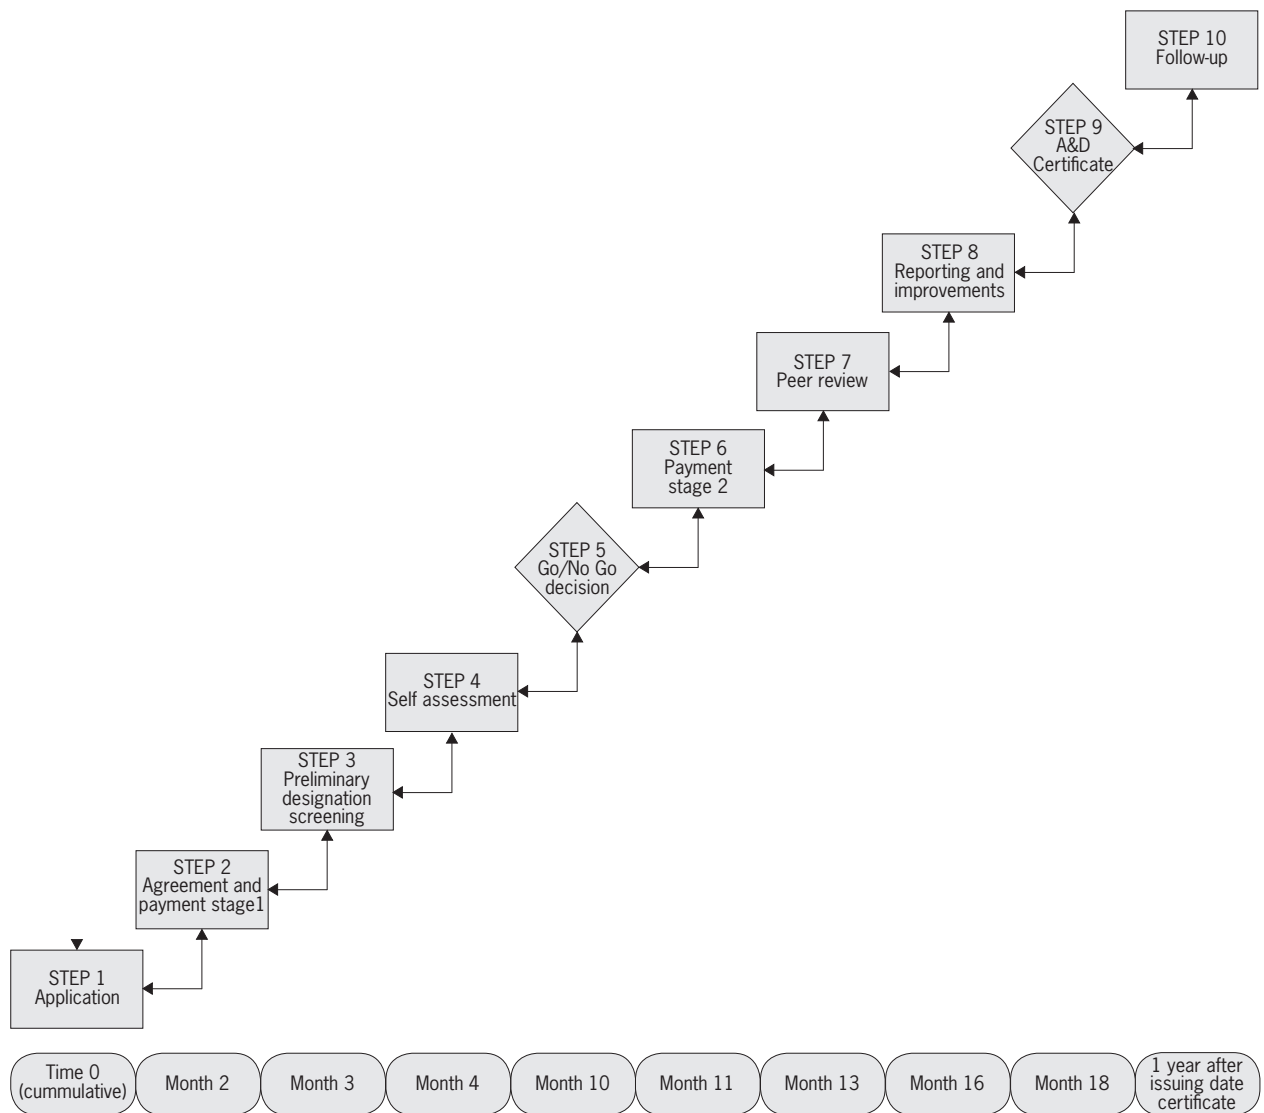 STEP 10
Follow-up
STEP 9
A&D
Certificate
STEP 8
Reporting and
improvements
STEP 7
Peer review
STEP 6
Payment
stage 2
STEP 5
Go/No Go
decision
STEP 4
Self assessment
STEP 3
Preliminary
designation
screening
STEP 2
Agreement and
payment stage1
STEP 1
Application
Time 0
(cummulative)
Month 2
Month 3
Month 4
Month 10
Month 11
Month 13
Month 16
Month 18
1 year after
issuing date
certificate